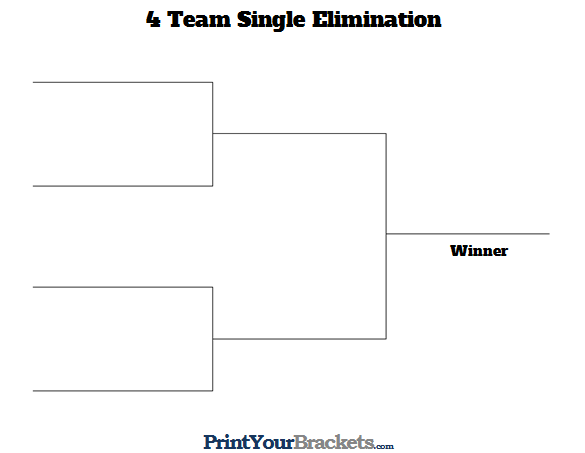 4 Team Single Elimination
Winner
PrintYourBrackets.com